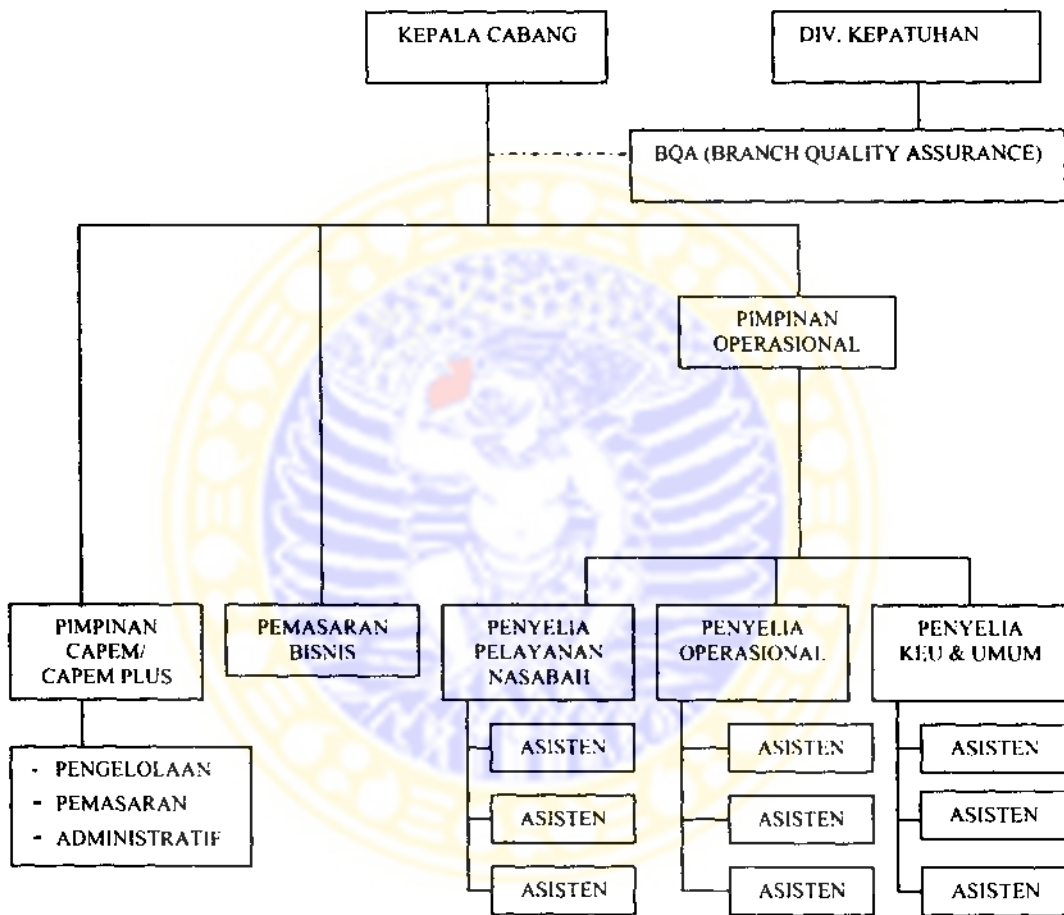 KEPALA CABANG
DIV. KEPATUHAN
BQA (BRANCH QUALITY ASSURANCE)
PIMPINAN
OPERASIONAL
PIMPINAN
CAPEM/
CAPEM PLUS
PEMASARAN
BISNIS
PENYELIA
PELAYANAN
NASABAH
PENYELIA
OPERASIONAL
PENYELIA
KEU & UMUM
- PENGELOLAAN
- PEMASARAN
- ADMINISTRATIF
ASISTEN
ASISTEN
ASISTEN
ASISTEN
ASISTEN
ASISTEN
ASISTEN
ASISTEN
ASISTEN